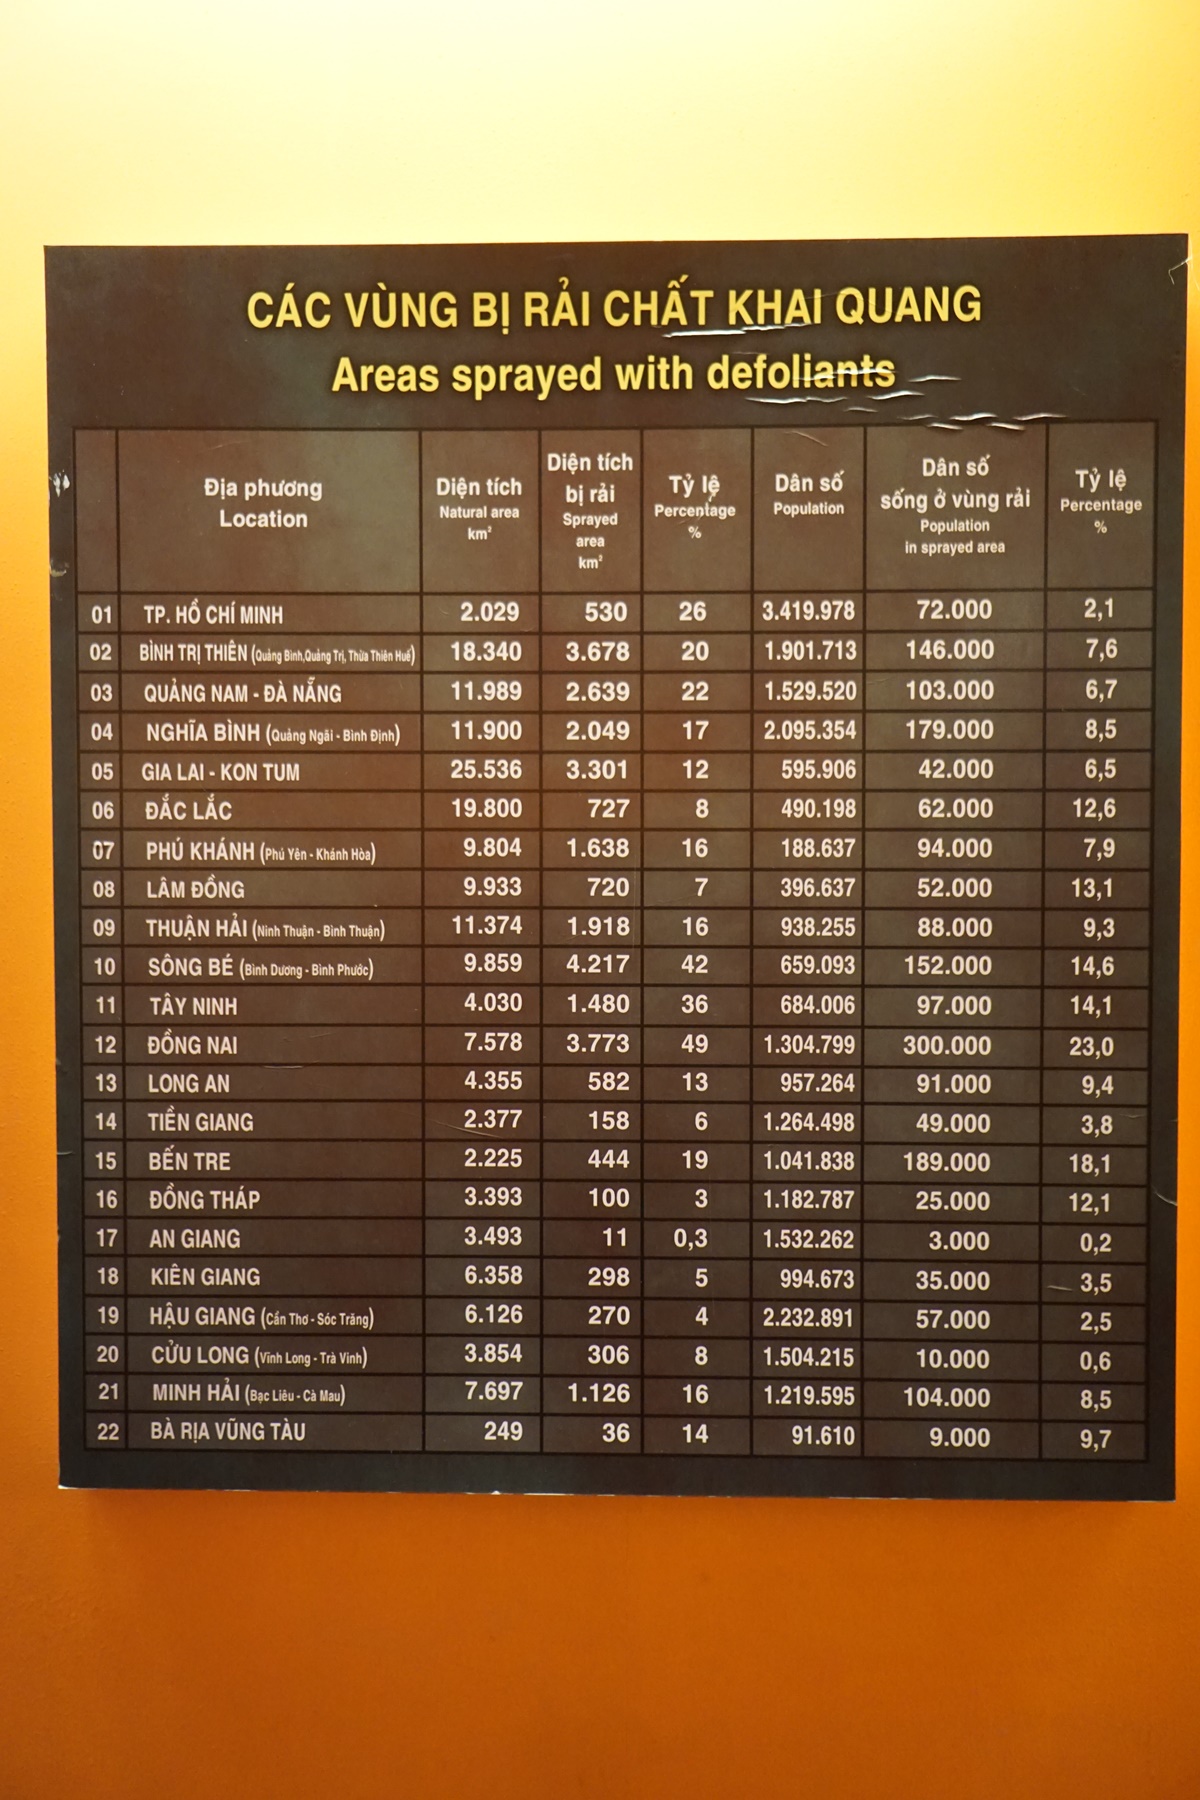 CÁC VÙNG BỊ RẢI CHẤT KHAI QUANG
Areas sprayed with defoliants
Địa phương
Location
Diện tích
Natural area
km²
Diện tích
bị rải
Sprayed
area
km²
Tỷ lệ
Percentage
%
Dân số
Population
Dân số
sống ở vùng rải
Population
in sprayed area
Tỷ lệ
Percentage
%
01 TP. HỒ CHÍ MINH 2.029 530 26 3.419.978 72.000 2,1
02 BÌNH TRỊ THIÊN (Quảng Bình,Quảng Trị, Thừa Thiên Huế) 18.340 3.678 20 1.901.713 146.000 7,6
03 QUẢNG NAM - ĐÀ NẴNG 11.989 2.639 22 1.529.520 103.000 6,7
04 NGHĨA BÌNH (Quảng Ngãi - Bình Định) 11.900 2.049 17 2.095.354 179.000 8,5
05 GIA LAI - KON TUM 25.536 3.301 12 595.906 42.000 6,5
06 ĐẮC LẮC 19.800 727 8 490.198 62.000 12,6
07 PHÚ KHÁNH (Phú Yên - Khánh Hòa) 9.804 1.638 16 188.637 94.000 7,9
08 LÂM ĐỒNG 9.933 720 7 396.637 52.000 13,1
09 THUẬN HẢI (Ninh Thuận - Bình Thuận) 11.374 1.918 16 938.255 88.000 9,3
10 SÔNG BÉ (Bình Dương - Bình Phước) 9.859 4.217 42 659.093 152.000 14,6
11 TÂY NINH 4.030 1.480 36 684.006 97.000 14,1
12 ĐỒNG NAI 7.578 3.773 49 1.304.799 300.000 23,0
13 LONG AN 4.355 582 13 957.264 91.000 9,4
14 TIỀN GIANG 2.377 158 6 1.264.498 49.000 3,8
15 BẾN TRE 2.225 444 19 1.041.838 189.000 18,1
16 ĐỒNG THÁP 3.393 100 3 1.182.787 25.000 12,1
17 AN GIANG 3.493 11 0,3 1.532.262 3.000 0,2
18 KIÊN GIANG 6.358 298 5 994.673 35.000 3,5
19 HẬU GIANG (Cần Thơ - Sóc Trăng) 6.126 270 4 2.232.891 57.000 2,5
20 CỬU LONG (Vĩnh Long - Trà Vinh) 3.854 306 8 1.504.215 10.000 0,6
21 MINH HẢI (Bạc Liêu - Cà Mau) 7.697 1.126 16 1.219.595 104.000 8,5
22 BÀ RỊA VŨNG TÀU 249 36 14 91.610 9.000 9,7